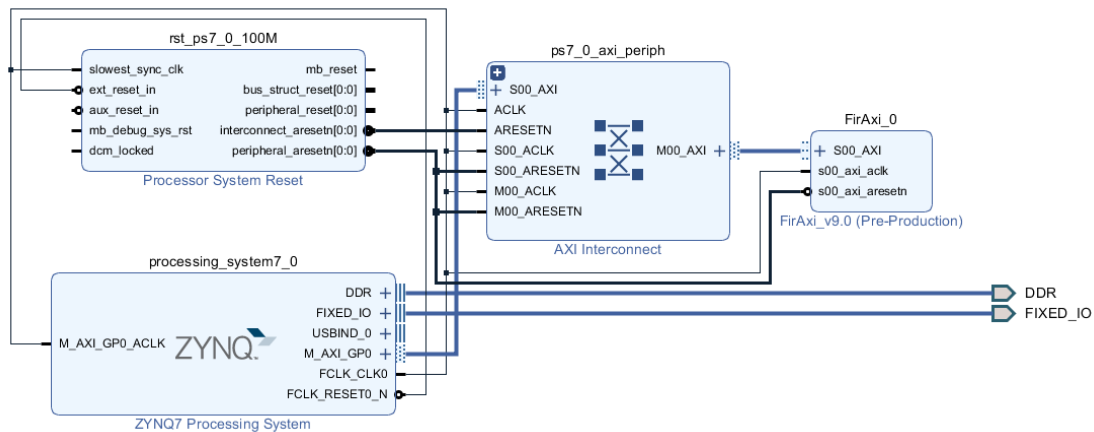 rst_ps7_0_100M
slowest_sync_clk
ext_reset_in
aux_reset_in
mb_debug_sys_rst
dcm_locked
mb_reset
bus_struct_reset[0:0]
peripheral_reset[0:0]
interconnect_aresetn[0:0]
peripheral_aresetn[0:0]
Processor System Reset
ps7_0_axi_periph
S00_AXI
ACLK
ARESETN
S00_ACLK
S00_ARESETN
M00_ACLK
M00_ARESETN
M00_AXI
AXI Interconnect
FirAxi_0
S00_AXI
s00_axi_aclk
s00_axi_aresetn
FirAxi_v9.0 (Pre-Production)
processing_system7_0
M_AXI_GP0_ACLK
ZYNQ
DDR
FIXED_IO
USBIND_0
M_AXI_GP0
FCLK_CLK0
FCLK_RESET0_N
ZYNQ7 Processing System
DDR
FIXED_IO